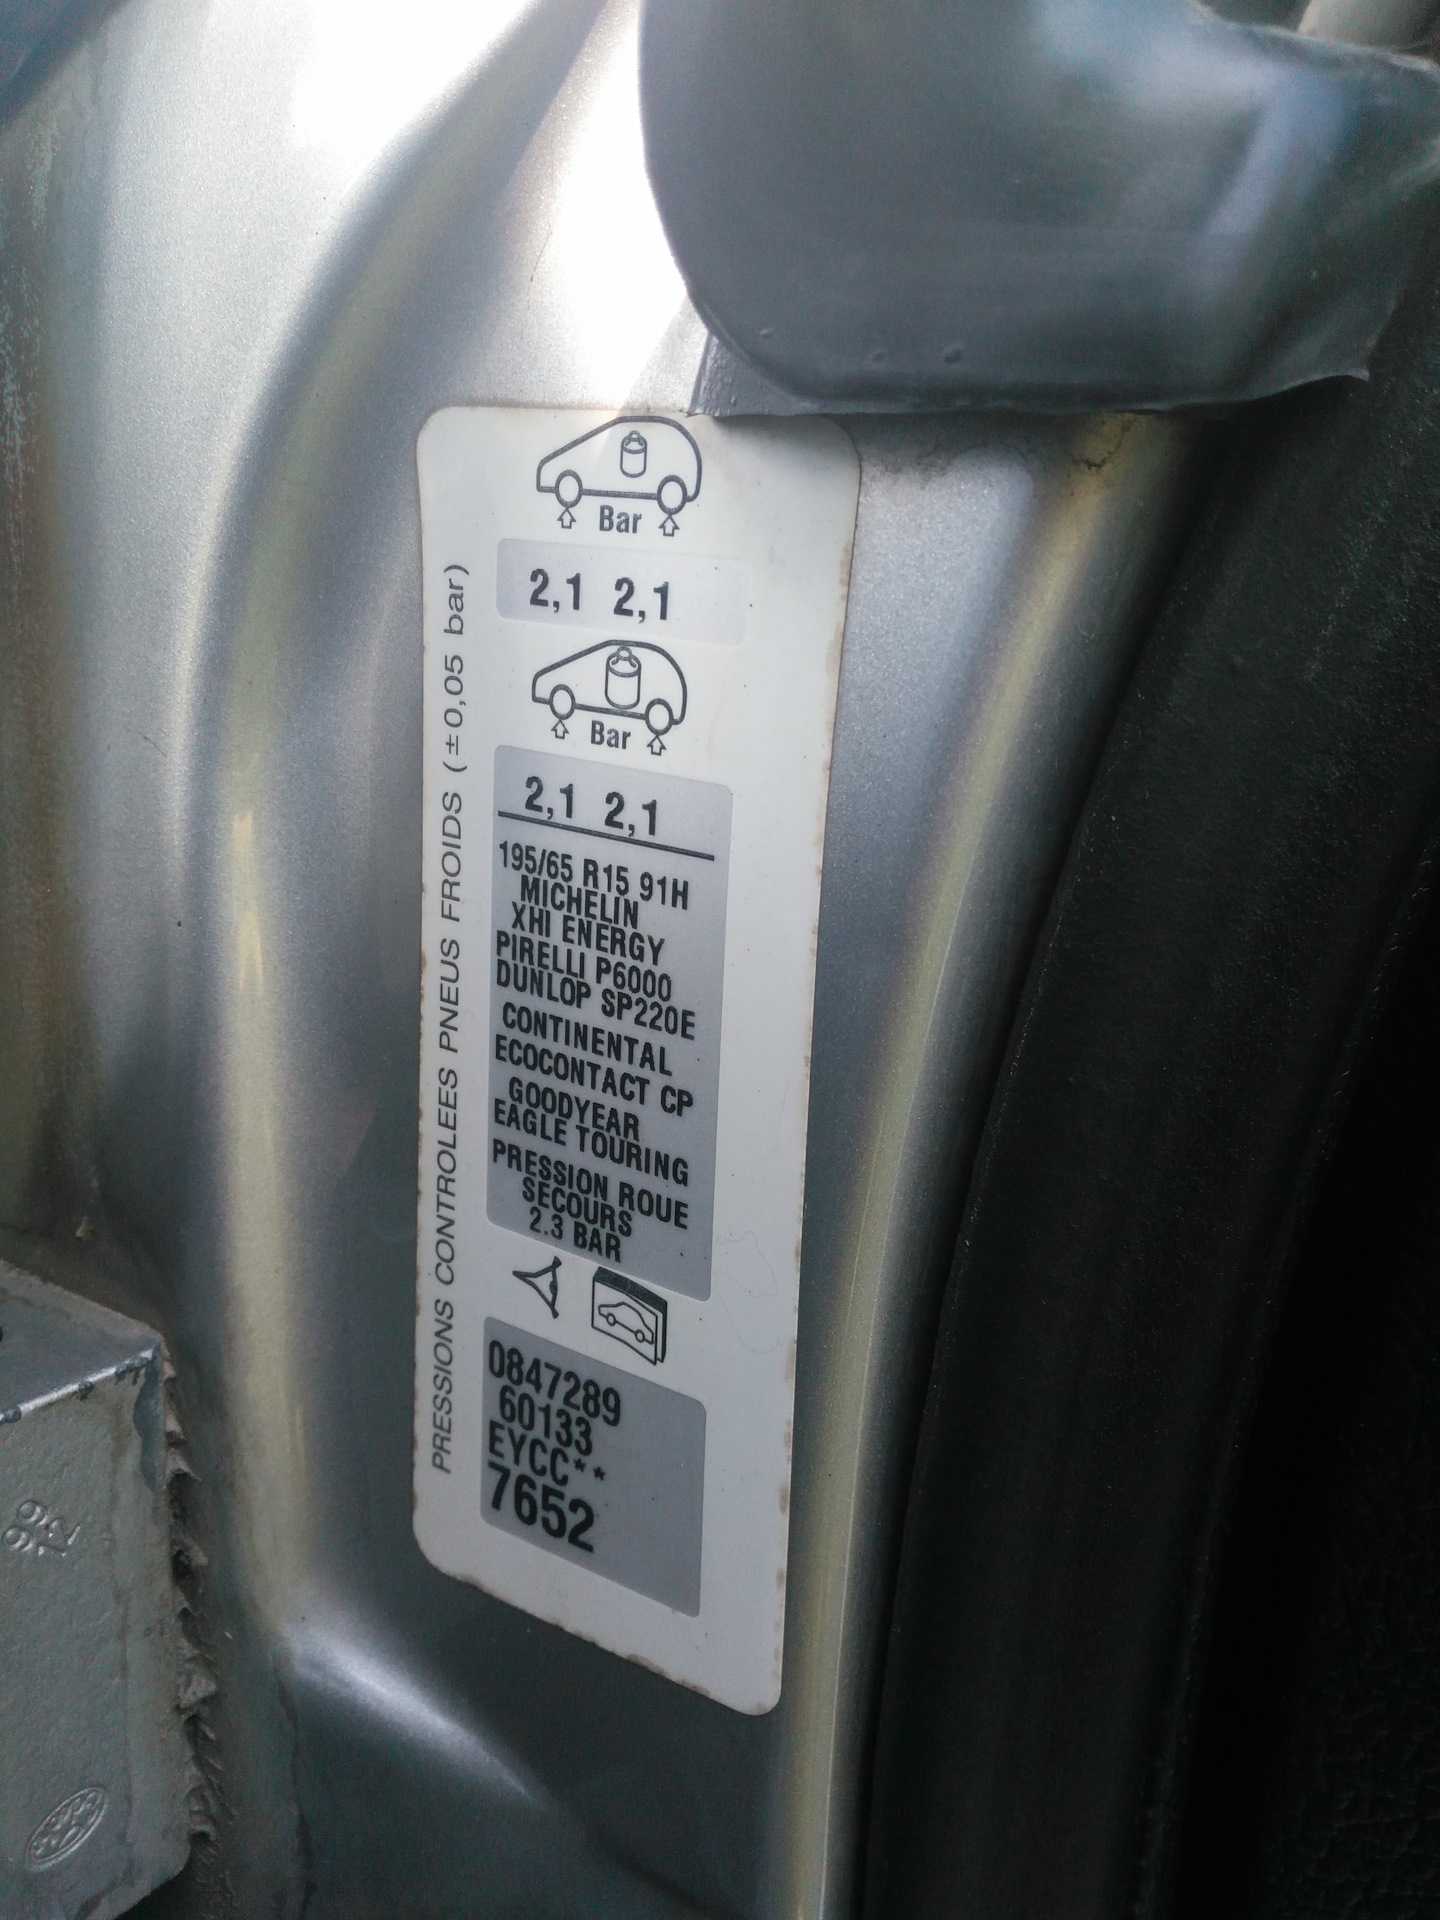 Bar
2,1 2,1
Bar
2,1 2,1
195/65 R15 91H
MICHELIN
XHI ENERGY
PIRELLI P6000
DUNLOP SP220E
CONTINENTAL
ECOCONTACT CP
GOODYEAR
EAGLE TOURING
PRESSION ROUE
SECOURS
2.3 BAR
0847289
60133
EYCC**
7652
PRESSIONS CONTROLEES PNEUS FROIDS (±0,05 bar)
99
12